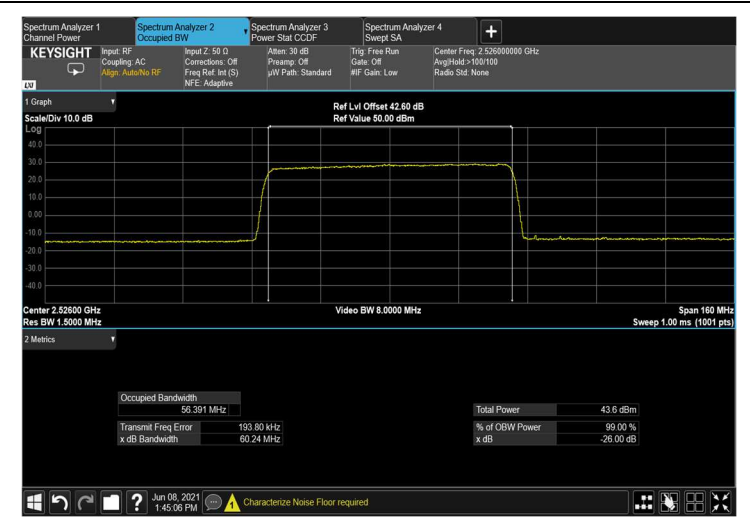 Spectrum Analyzer 1
Channel Power
Spectrum Analyzer 2
Occupied BW
Spectrum Analyzer 3
Power Stat CCDF
Spectrum Analyzer 4
Swept SA
+
KEYSIGHT
LXI
Input: RF
Coupling: AC
Align: Auto/No RF
Input Z: 50 Ω
Corrections: Off
Freq Ref: Int (S)
NFE: Adaptive
Atten: 30 dB
Preamp: Off
µW Path: Standard
Trig: Free Run
Gate: Off
#IF Gain: Low
Center Freq: 2.526000000 GHz
Avg|Hold:>100/100
Radio Std: None
1 Graph
Scale/Div 10.0 dB
Ref Lvl Offset 42.60 dB
Ref Value 50.00 dBm
Log
40.0
30.0
20.0
10.0
0.00
-10.0
-20.0
-30.0
-40.0
Center 2.52600 GHz
Res BW 1.5000 MHz
Video BW 8.0000 MHz
Span 160 MHz
Sweep 1.00 ms (1001 pts)
2 Metrics
Occupied Bandwidth
56.391 MHz
Transmit Freq Error 193.80 kHz
x dB Bandwidth 60.24 MHz
Total Power 43.6 dBm
% of OBW Power 99.00 %
x dB -26.00 dB
?
Jun 08, 2021
1:45:06 PM
1
Characterize Noise Floor required